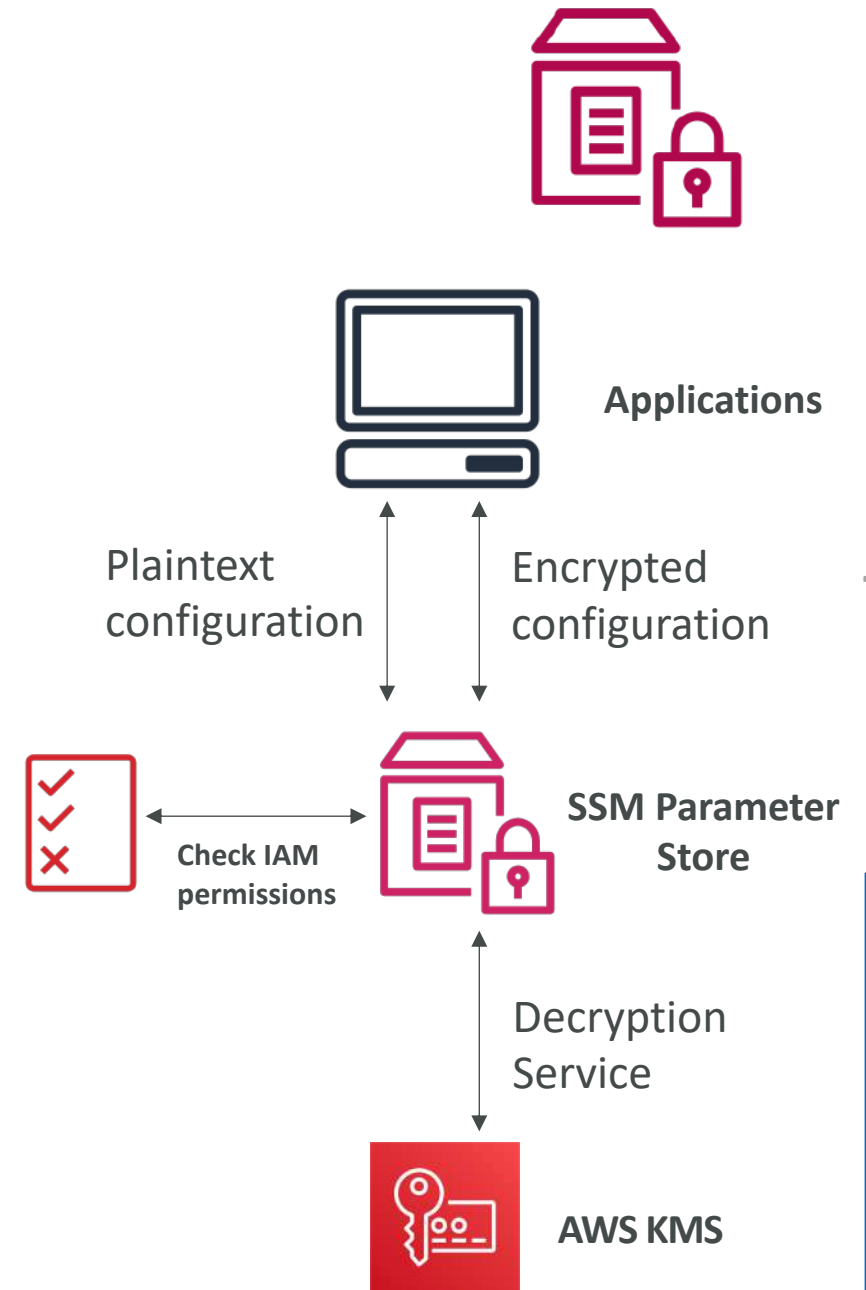 Applications
Plaintext
configuration
Encrypted
configuration
SSM Parameter
Store
Check IAM
permissions
Decryption
Service
AWS KMS